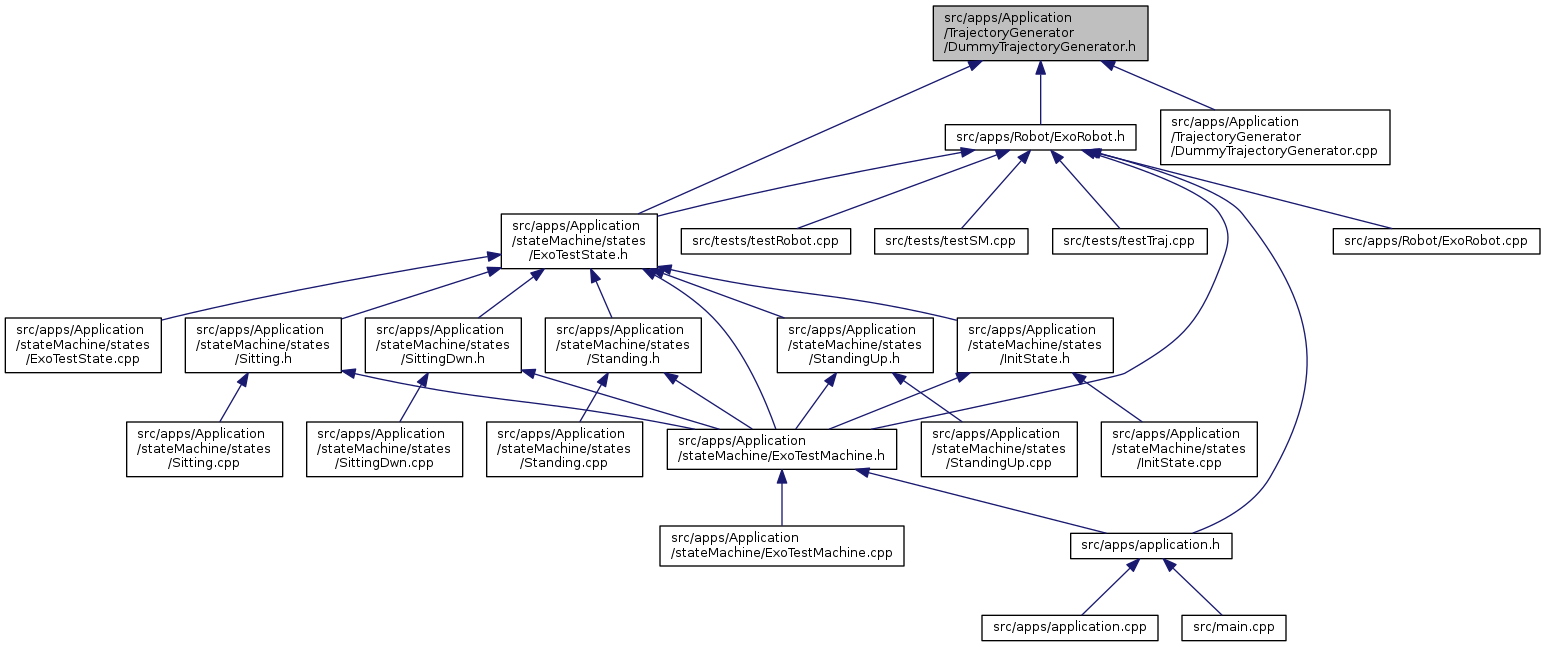 src/apps/Application
/TrajectoryGenerator
/DummyTrajectoryGenerator.h
src/apps/Robot/ExoRobot.h
src/apps/Application
/TrajectoryGenerator
/DummyTrajectoryGenerator.cpp
src/apps/Application
/stateMachine/states
/ExoTestState.h
src/tests/testRobot.cpp
src/tests/testSM.cpp
src/tests/testTraj.cpp
src/apps/Robot/ExoRobot.cpp
src/apps/Application
/stateMachine/states
/ExoTestState.cpp
src/apps/Application
/stateMachine/states
/Sitting.h
src/apps/Application
/stateMachine/states
/SittingDwn.h
src/apps/Application
/stateMachine/states
/Standing.h
src/apps/Application
/stateMachine/states
/StandingUp.h
src/apps/Application
/stateMachine/states
/InitState.h
src/apps/Application
/stateMachine/states
/Sitting.cpp
src/apps/Application
/stateMachine/states
/SittingDwn.cpp
src/apps/Application
/stateMachine/states
/Standing.cpp
src/apps/Application
/stateMachine/ExoTestMachine.h
src/apps/Application
/stateMachine/states
/StandingUp.cpp
src/apps/Application
/stateMachine/states
/InitState.cpp
src/apps/Application
/stateMachine/ExoTestMachine.cpp
src/apps/application.h
src/apps/application.cpp
src/main.cpp